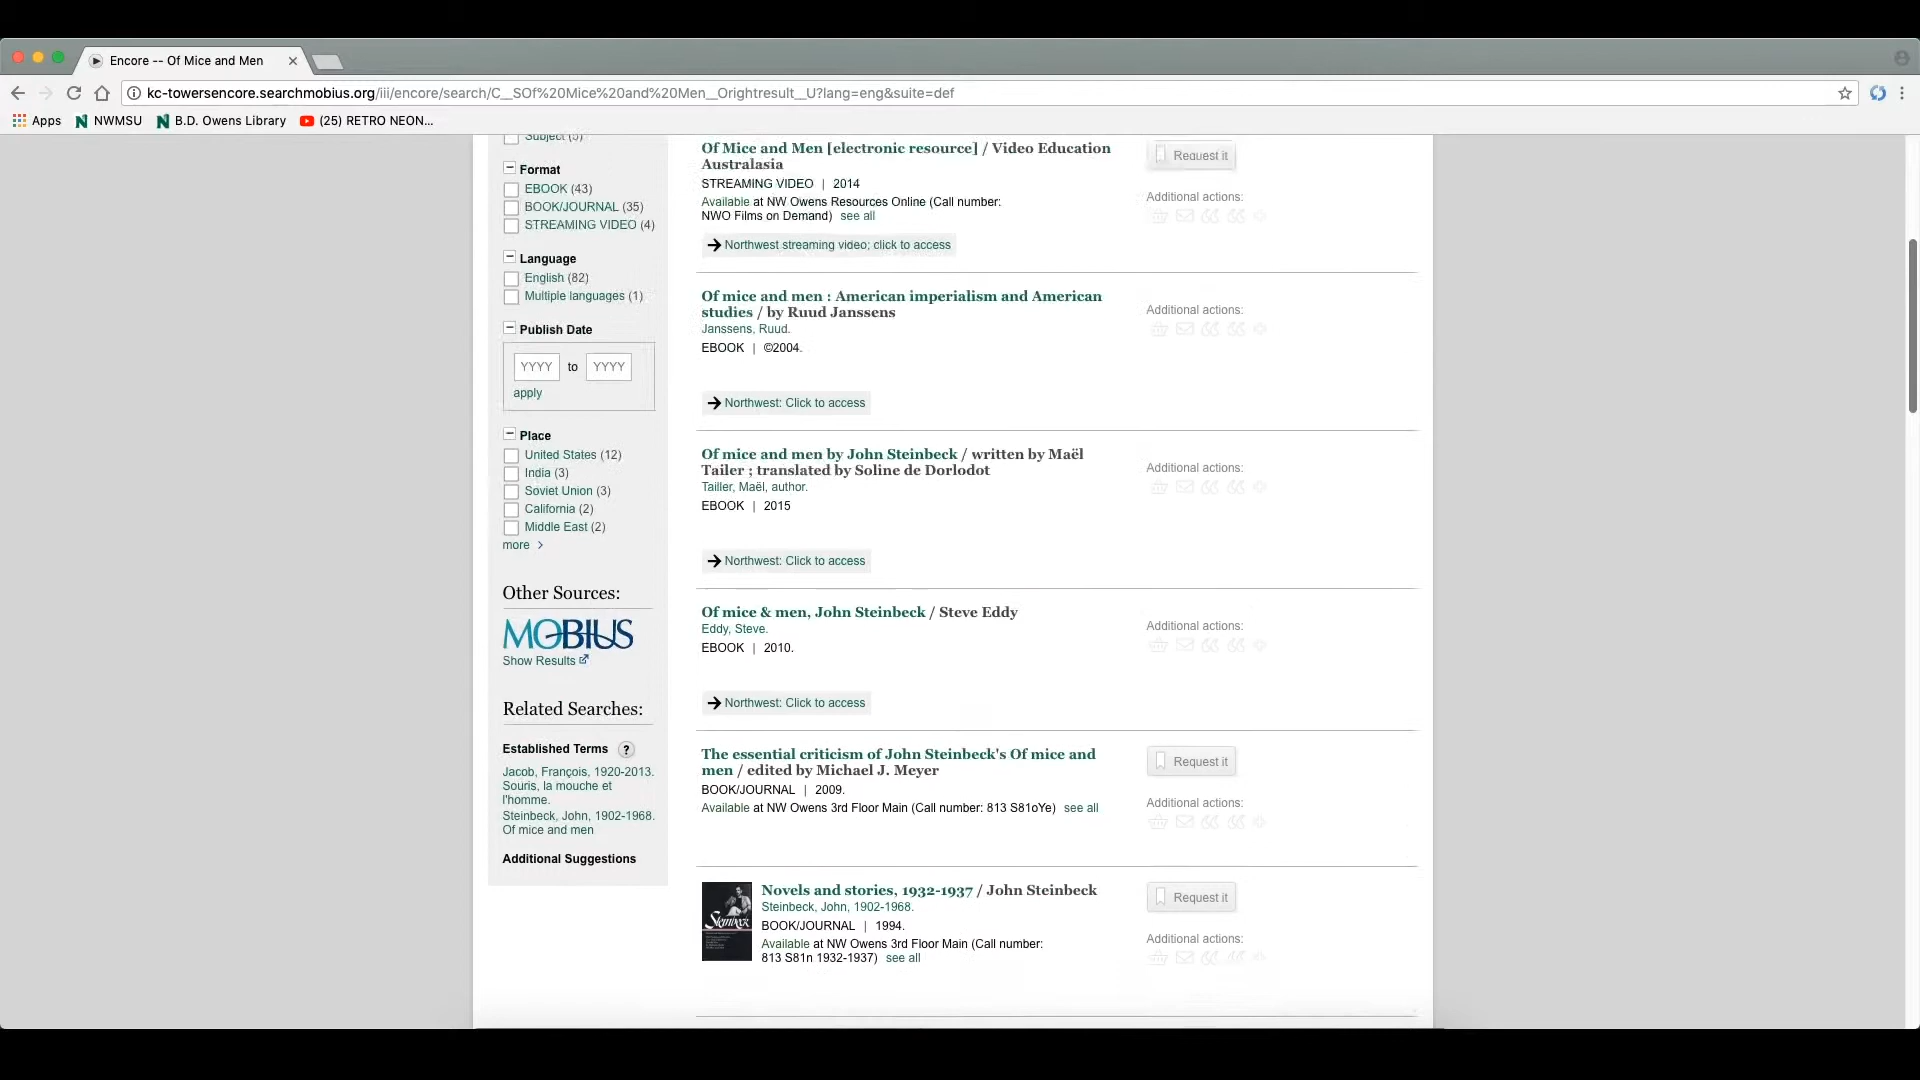 Encore -- Of Mice and Men
kc-towersencore.searchmobius.org/iii/encore/search/C__SOf%20Mice%20and%20Men__Orightresult__U?lang=eng&suite=def
Apps NWMSU B.D. Owens Library (25) RETRO NEON...
Subject (5)
Format
EBOOK (43)
BOOK/JOURNAL (35)
STREAMING VIDEO (4)
Language
English (82)
Multiple languages (1)
Publish Date
YYYY to YYYY
apply
Place
United States (12)
India (3)
Soviet Union (3)
California (2)
Middle East (2)
more >
Other Sources:
MOBIUS
Show Results
Related Searches:
Established Terms ?
Jacob, François, 1920-2013.
Souris, la mouche et
l'homme.
Steinbeck, John, 1902-1968.
Of mice and men
Additional Suggestions
Of Mice and Men [electronic resource] / Video Education
Australasia
STREAMING VIDEO | 2014
Available at NW Owens Resources Online (Call number:
NWO Films on Demand) see all
Northwest streaming video; click to access
Request it
Additional actions:
Of mice and men : American imperialism and American
studies / by Ruud Janssens
Janssens, Ruud.
EBOOK | ©2004.
Northwest: Click to access
Additional actions:
Of mice and men by John Steinbeck / written by Maël
Tailer ; translated by Soline de Dorlodot
Tailler, Maël, author.
EBOOK | 2015
Northwest: Click to access
Additional actions:
Of mice & men, John Steinbeck / Steve Eddy
Eddy, Steve.
EBOOK | 2010.
Northwest: Click to access
Additional actions:
The essential criticism of John Steinbeck's Of mice and
men / edited by Michael J. Meyer
BOOK/JOURNAL | 2009.
Available at NW Owens 3rd Floor Main (Call number: 813 S81oYe) see all
Request it
Additional actions:
Steinbeck
Novels and stories, 1932-1937 / John Steinbeck
Steinbeck, John, 1902-1968.
BOOK/JOURNAL | 1994.
Available at NW Owens 3rd Floor Main (Call number:
813 S81n 1932-1937) see all
Request it
Additional actions: